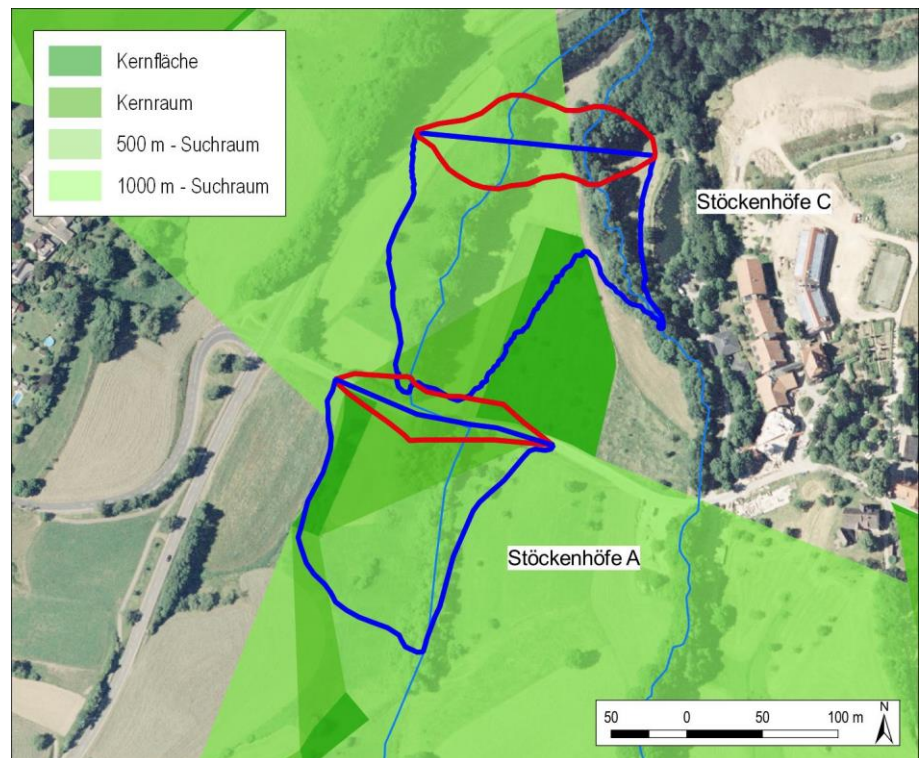 Kernfläche
Kernraum
500 m - Suchraum
1000 m - Suchraum
Stöckenhöfe C
Stöckenhöfe A
50 0 50 100 m
N